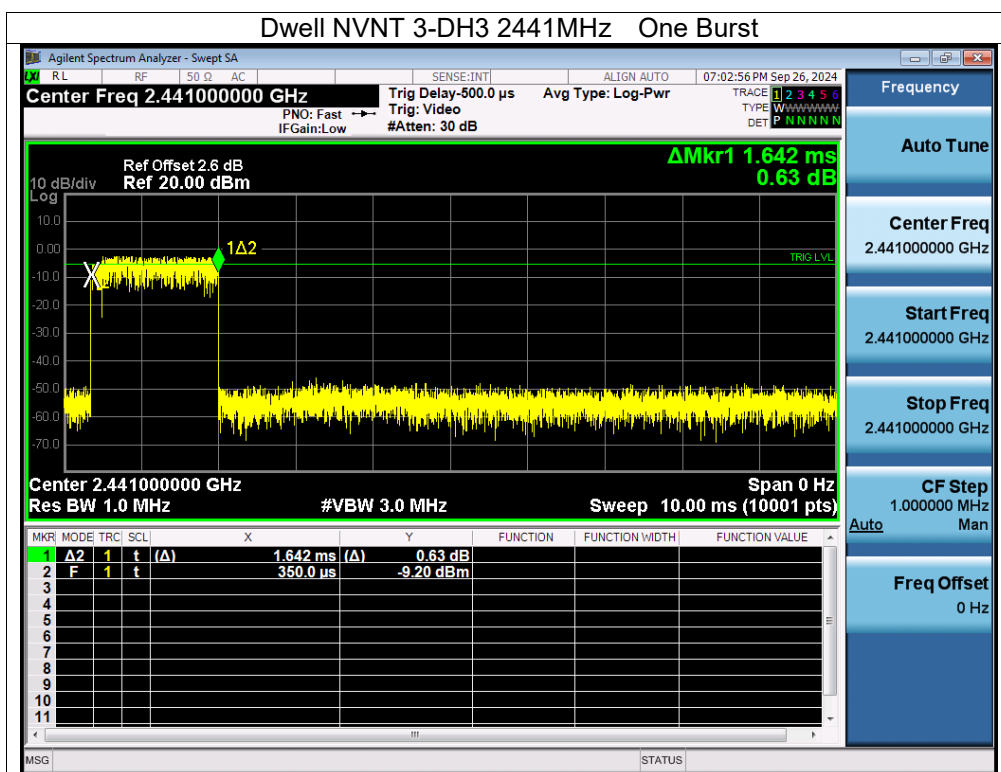 Dwell NVNT 3-DH3 2441MHz One Burst
Agilent Spectrum Analyzer - Swept SA
LXI RL RF 50 Ω AC SENSE:INT ALIGN AUTO 07:02:56 PM Sep 26, 2024
Center Freq 2.441000000 GHz Trig Delay-500.0 µs Avg Type: Log-Pwr TRACE 1 2 3 4 5 6
PNO: Fast Trig: Video TYPE WWWWWWW
IFGain:Low #Atten: 30 dB DET P N N N N N
Frequency
Auto Tune
Center Freq
2.441000000 GHz
Start Freq
2.441000000 GHz
Stop Freq
2.441000000 GHz
CF Step
1.000000 MHz
Auto Man
Freq Offset
0 Hz
ΔMkr1 1.642 ms
0.63 dB
Ref Offset 2.6 dB
10 dB/div Ref 20.00 dBm
Log
10.0
0.00
-10.0
-20.0
-30.0
-40.0
-50.0
-60.0
-70.0
1Δ2
TRIG LVL
X2
Center 2.441000000 GHz Span 0 Hz
Res BW 1.0 MHz #VBW 3.0 MHz Sweep 10.00 ms (10001 pts)
MKR MODE TRC SCL X Y FUNCTION FUNCTION WIDTH FUNCTION VALUE
1 Δ2 1 t (Δ) 1.642 ms (Δ) 0.63 dB
2 F 1 t 350.0 µs -9.20 dBm
3
4
5
6
7
8
9
10
11
MSG STATUS